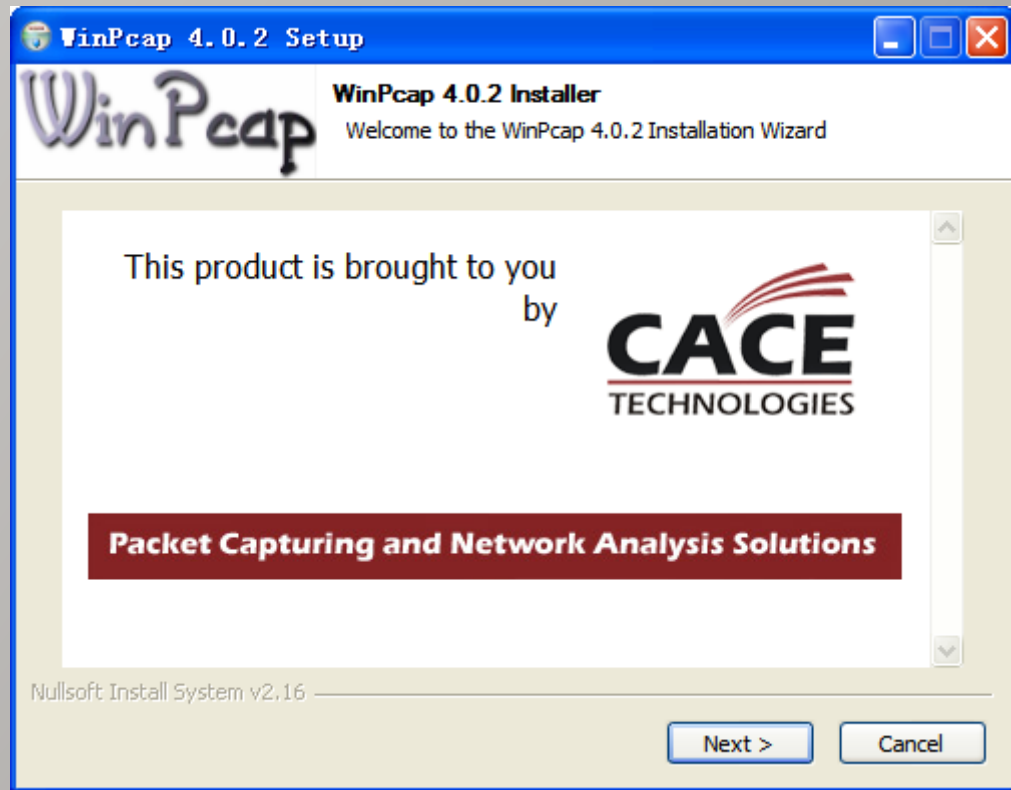 WinPcap 4.0.2 Setup
WinPcap
WinPcap 4.0.2 Installer
Welcome to the WinPcap 4.0.2 Installation Wizard
This product is brought to you
by
CACE
TECHNOLOGIES
Packet Capturing and Network Analysis Solutions
Nullsoft Install System v2.16
Next >
Cancel